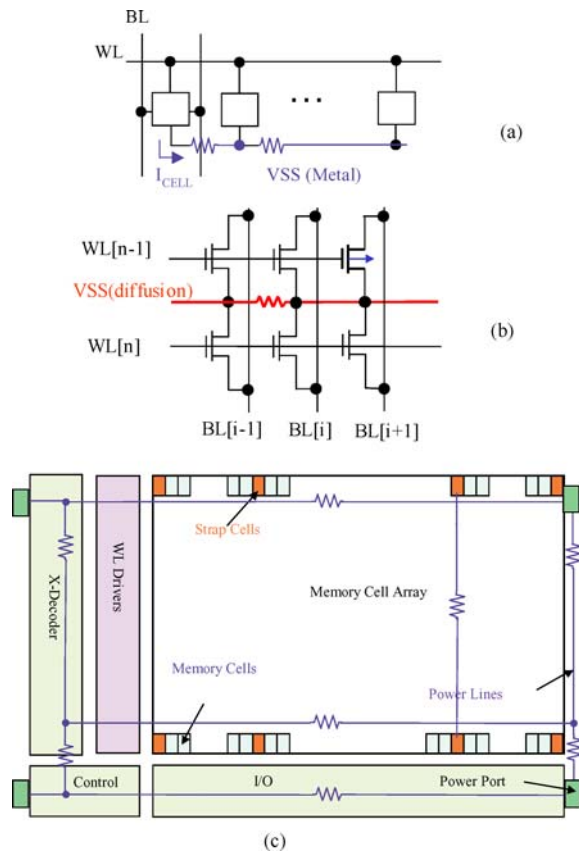 BL
WL
...
(a)
I_CELL
VSS (Metal)
WL[n-1]
VSS(diffusion)
(b)
WL[n]
BL[i-1]
BL[i]
BL[i+1]
Strap Cells
X-Decoder
WL Drivers
Memory Cell Array
Memory Cells
Power Lines
Control
I/O
Power Port
(c)